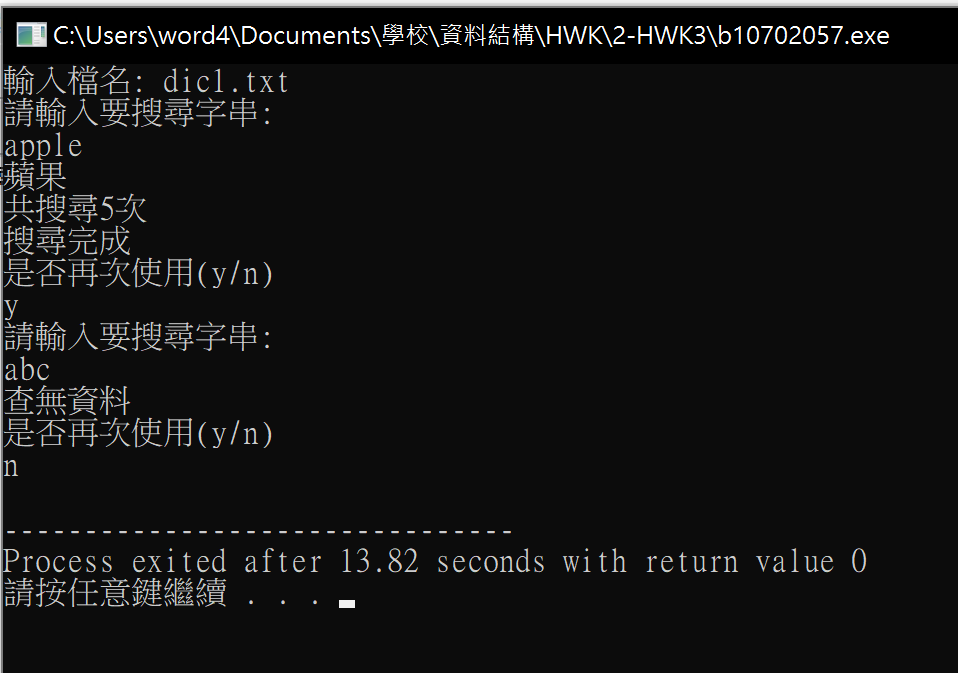 C:\Users\word4\Documents\學校\資料結構\HWK\2-HWK3\b10702057.exe
輸入檔名: dic1.txt
請輸入要搜尋字串:
apple
蘋果
共搜尋5次
搜尋完成
是否再次使用(y/n)
y
請輸入要搜尋字串:
abc
查無資料
是否再次使用(y/n)
n
--------------------------------
Process exited after 13.82 seconds with return value 0
請按任意鍵繼續 . . .